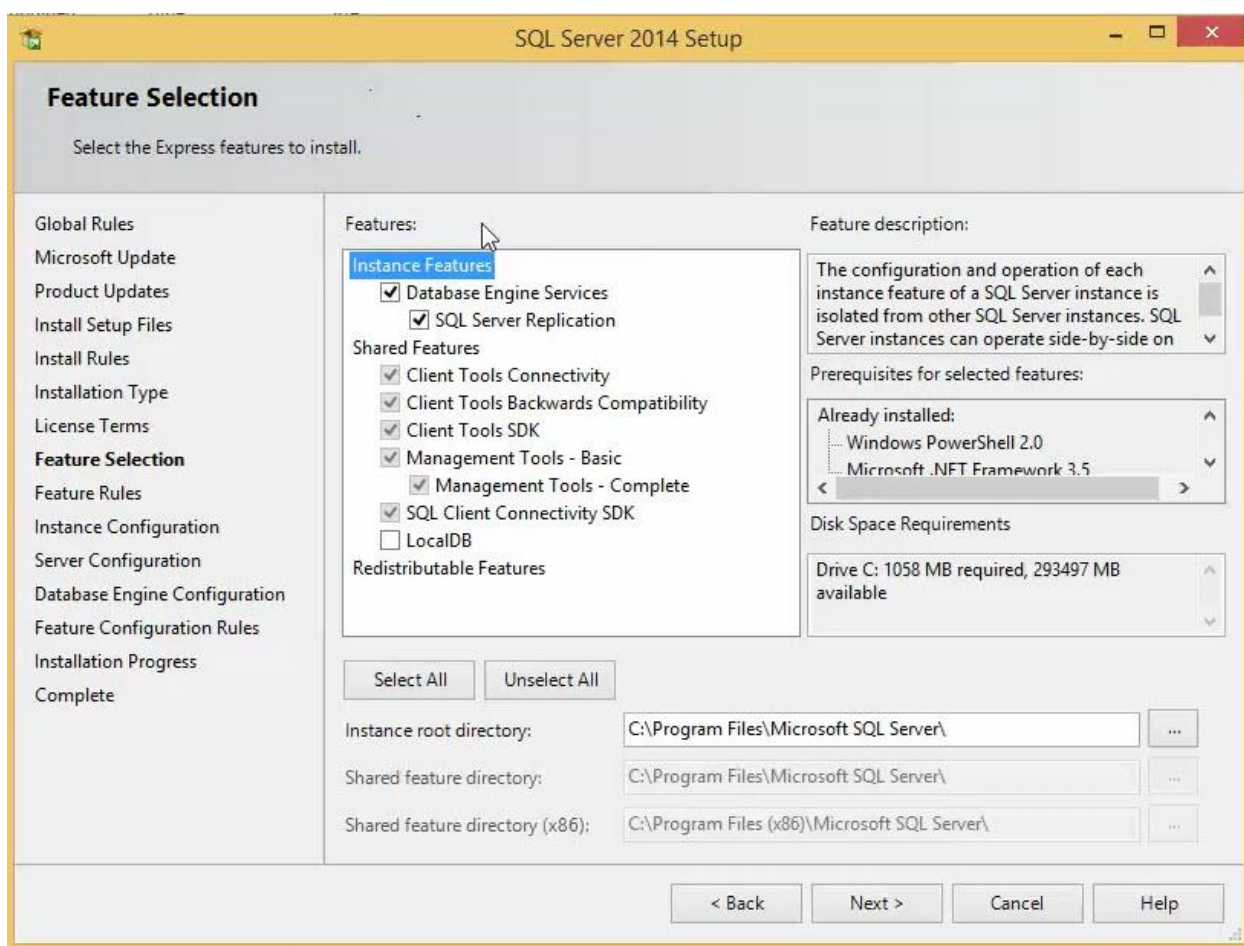 SQL Server 2014 Setup
Feature Selection
Select the Express features to install.
Global Rules
Microsoft Update
Product Updates
Install Setup Files
Install Rules
Installation Type
License Terms
Feature Selection
Feature Rules
Instance Configuration
Server Configuration
Database Engine Configuration
Feature Configuration Rules
Installation Progress
Complete
Features:
Instance Features
Database Engine Services
SQL Server Replication
Shared Features
Client Tools Connectivity
Client Tools Backwards Compatibility
Client Tools SDK
Management Tools - Basic
Management Tools - Complete
SQL Client Connectivity SDK
LocalDB
Redistributable Features
Feature description:
The configuration and operation of each
instance feature of a SQL Server instance is
isolated from other SQL Server instances. SQL
Server instances can operate side-by-side on
Prerequisites for selected features:
Already installed:
Windows PowerShell 2.0
Microsoft .NET Framework 3.5
Disk Space Requirements
Drive C: 1058 MB required, 293497 MB
available
Select All
Unselect All
Instance root directory:
C:\Program Files\Microsoft SQL Server\
...
Shared feature directory:
C:\Program Files\Microsoft SQL Server\
...
Shared feature directory (x86):
C:\Program Files (x86)\Microsoft SQL Server\
...
< Back
Next >
Cancel
Help